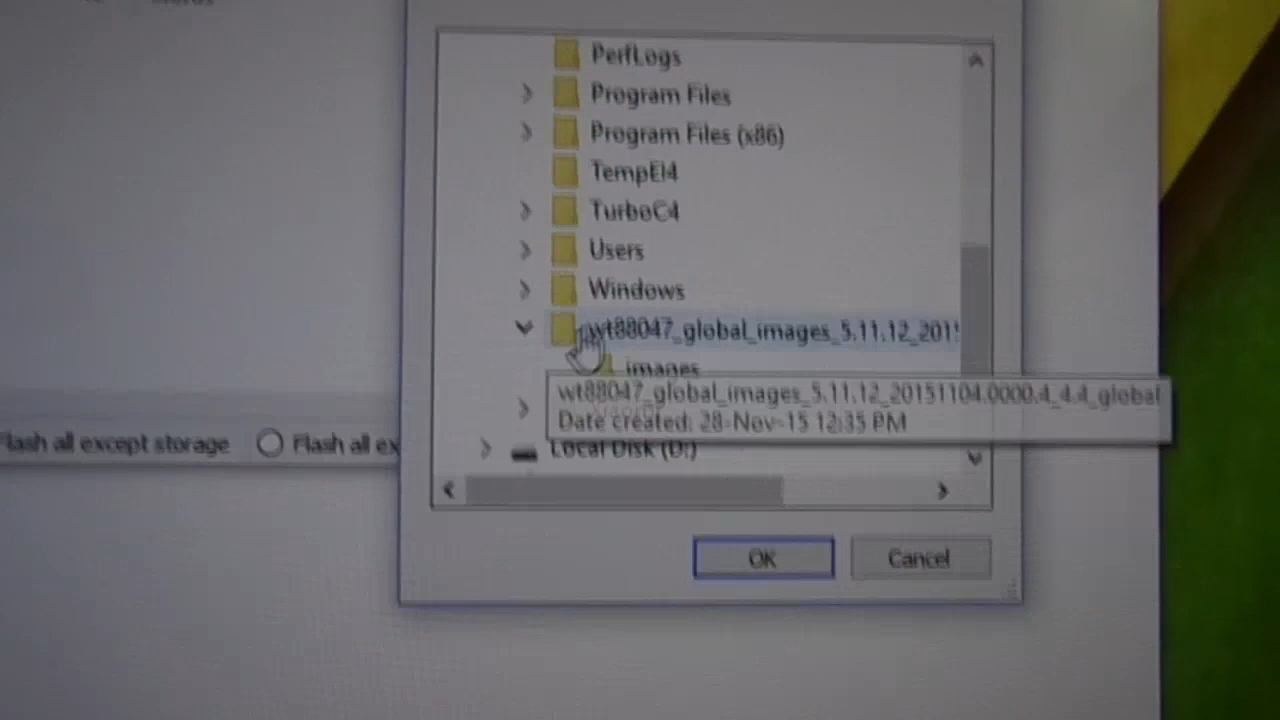 PerfLogs
Program Files
Program Files (x86)
TempEI4
TurboC4
Users
Windows
wt88047_global_images_5.11.12_201
images
wt88047_global_images_5.11.12_20151104.0000.4_4.4_global
Date created: 28-Nov-15 12:35 PM
Flash all except storage
Flash all ex
Local Disk (D:)
OK
Cancel